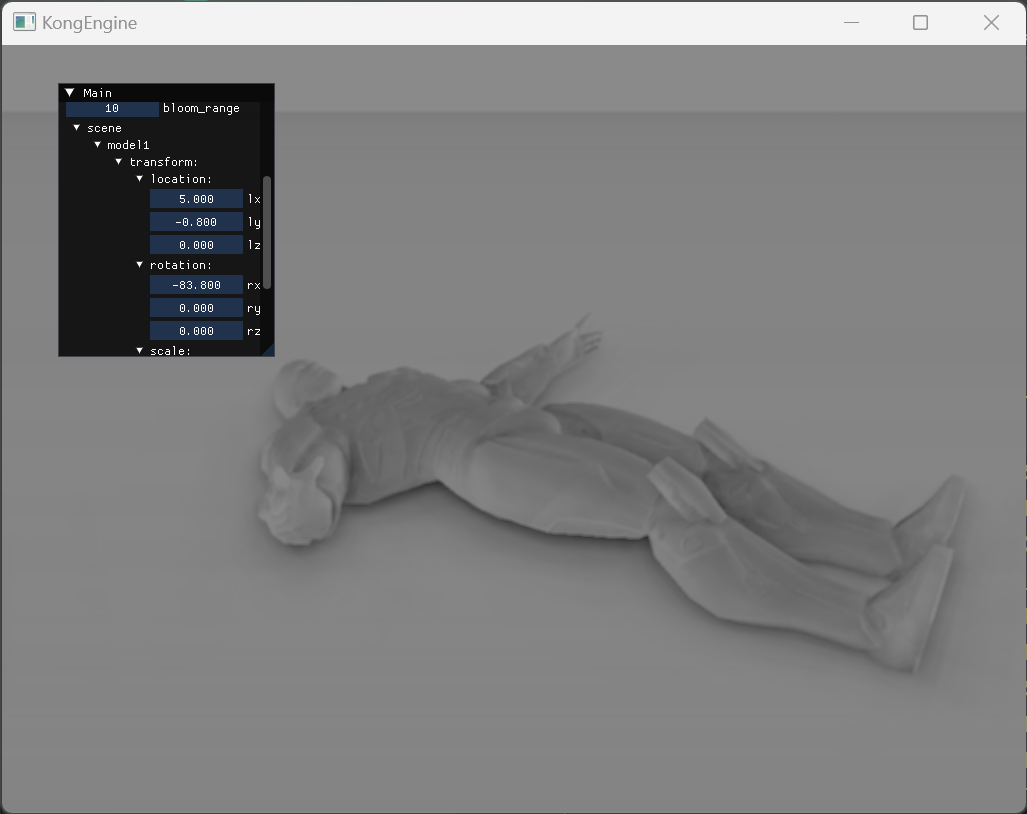 KongEngine
Main
10 bloom_range
scene
model1
transform:
location:
5.000 lx
-0.800 ly
0.000 lz
rotation:
-83.800 rx
0.000 ry
0.000 rz
scale: